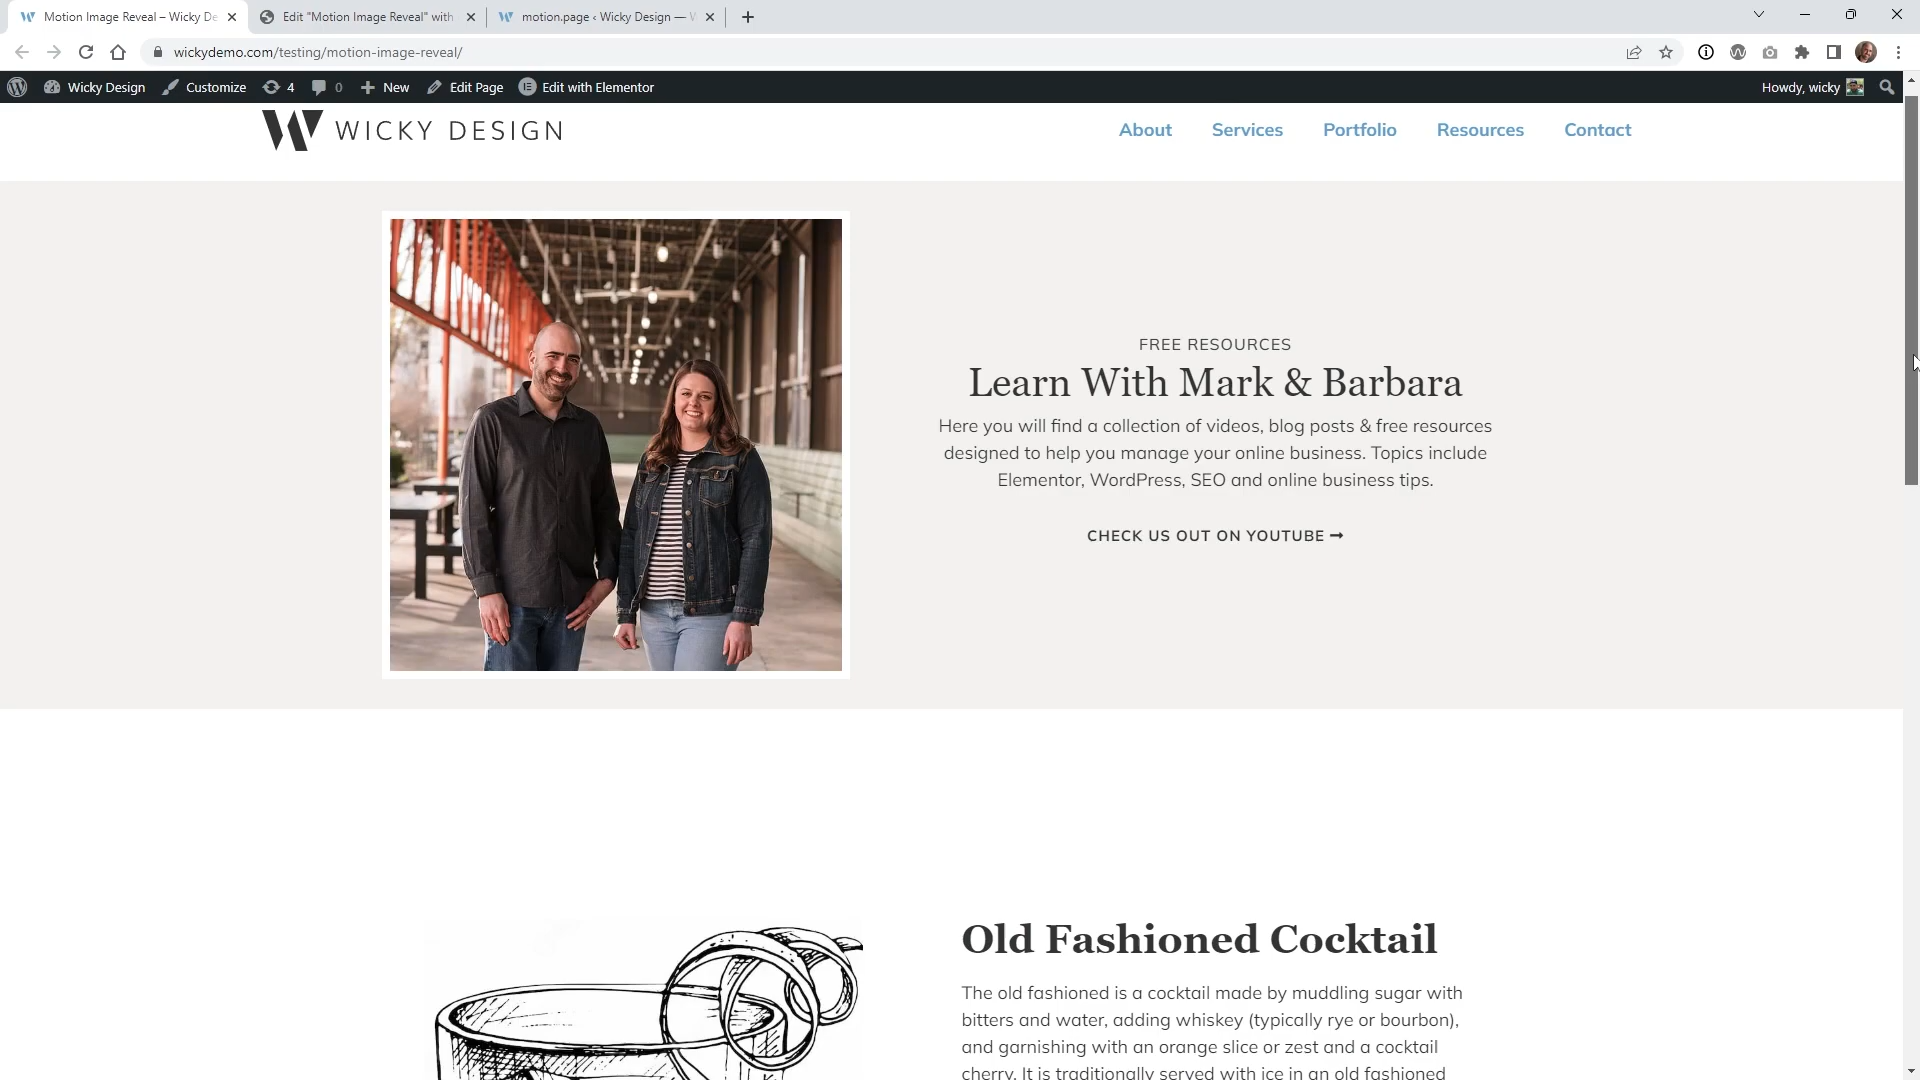 Motion Image Reveal – Wicky De
Edit "Motion Image Reveal" with
motion.page ‹ Wicky Design — W
wickydemo.com/testing/motion-image-reveal/
Wicky Design Customize 4 0 New Edit Page Edit with Elementor Howdy, wicky
WICKY DESIGN
About Services Portfolio Resources Contact
FREE RESOURCES
Learn With Mark & Barbara
Here you will find a collection of videos, blog posts & free resources
designed to help you manage your online business. Topics include
Elementor, WordPress, SEO and online business tips.
CHECK US OUT ON YOUTUBE →
Old Fashioned Cocktail
The old fashioned is a cocktail made by muddling sugar with
bitters and water, adding whiskey (typically rye or bourbon),
and garnishing with an orange slice or zest and a cocktail
cherry. It is traditionally served with ice in an old fashioned